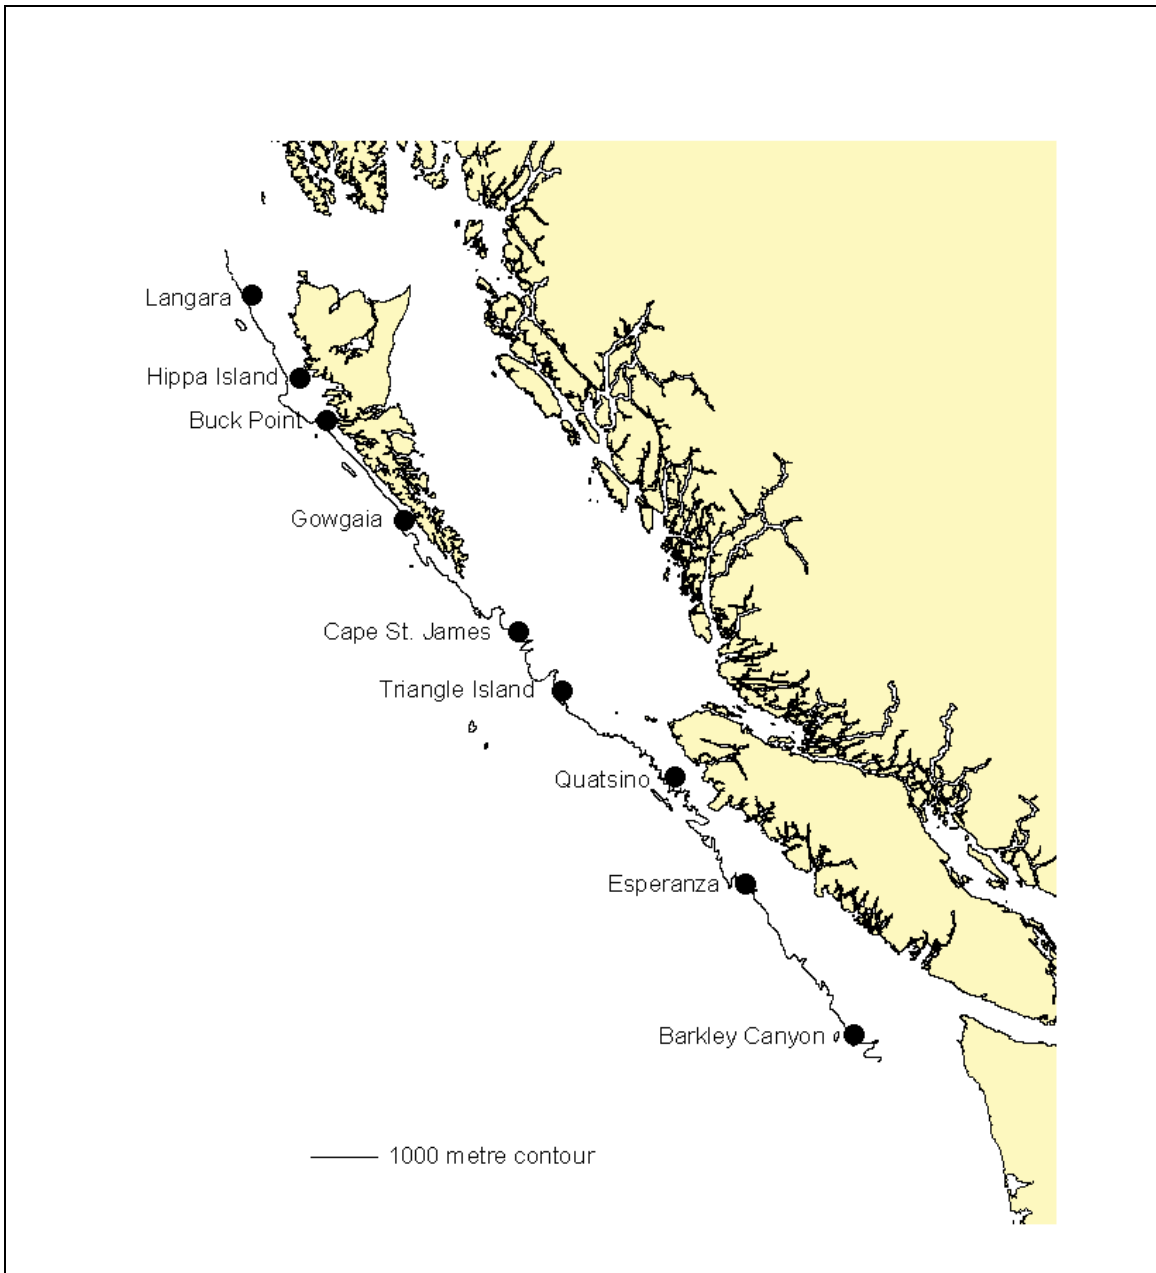 Langara
Hippa Island
Buck Point
Gowgaia
Cape St. James
Triangle Island
Quatsino
Esperanza
Barkley Canyon
1000 metre contour